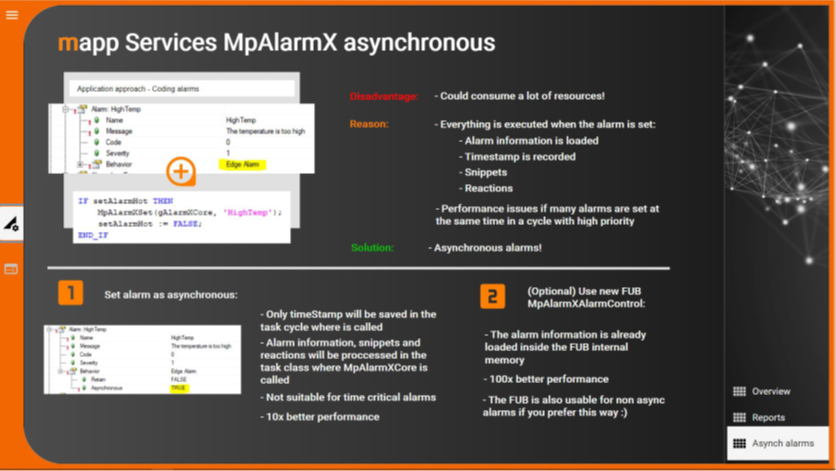 mapp Services MpAlarmX asynchronous
Application approach - Coding alarms
Alarm: HighTemp
Name HighTemp
Message The temperature is too high
Code 0
Severity 1
Behavior Edge Alarm
IF setAlarmHot THEN
MpAlarmXSet(gAlarmXCore, 'HighTemp');
setAlarmHot := FALSE;
END_IF
Disadvantage: - Could consume a lot of resources!
Reason: - Everything is executed when the alarm is set:
- Alarm information is loaded
- Timestamp is recorded
- Snippets
- Reactions
- Performance issues if many alarms are set at
the same time in a cycle with high priority
Solution: - Asynchronous alarms!
1 Set alarm as asynchronous:
Alarm: HighTemp
Name HighTemp
Message The temperature is too high
Code 0
Severity 1
Behavior Edge Alarm
Retain FALSE
Asynchronous TRUE
- Only timeStamp will be saved in the
task cycle where is called
- Alarm information, snippets and
reactions will be proccessed in the
task class where MpAlarmXCore is
called
- Not suitable for time critical alarms
- 10x better performance
2 (Optional) Use new FUB
MpAlarmXAlarmControl:
- The alarm information is already
loaded inside the FUB internal
memory
- 100x better performance
- The FUB is also usable for non async
alarms if you prefer this way :)
Overview
Reports
Asynch alarms